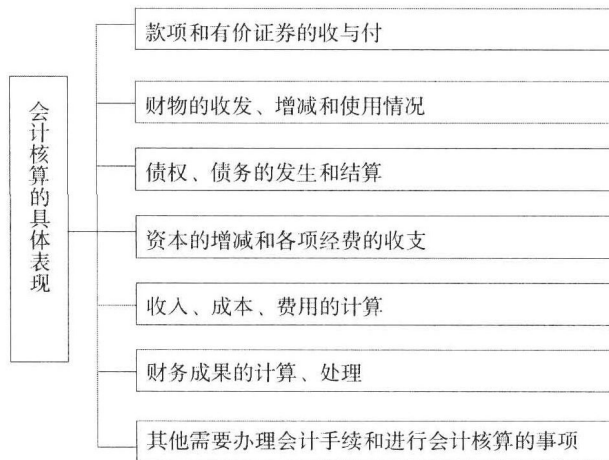 会计核算的具体表现
款项和有价证券的收与付
财物的收发、增减和使用情况
债权、债务的发生和结算
资本的增减和各项经费的收支
收入、成本、费用的计算
财务成果的计算、处理
其他需要办理会计手续和进行会计核算的事项